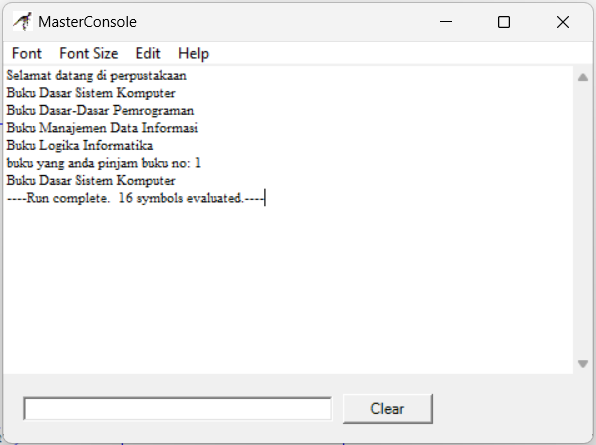 MasterConsole
Font Font Size Edit Help
Selamat datang di perpustakaan
Buku Dasar Sistem Komputer
Buku Dasar-Dasar Pemrograman
Buku Manajemen Data Informasi
Buku Logika Informatika
buku yang anda pinjam buku no: 1
Buku Dasar Sistem Komputer
----Run complete.  16 symbols evaluated.----
Clear